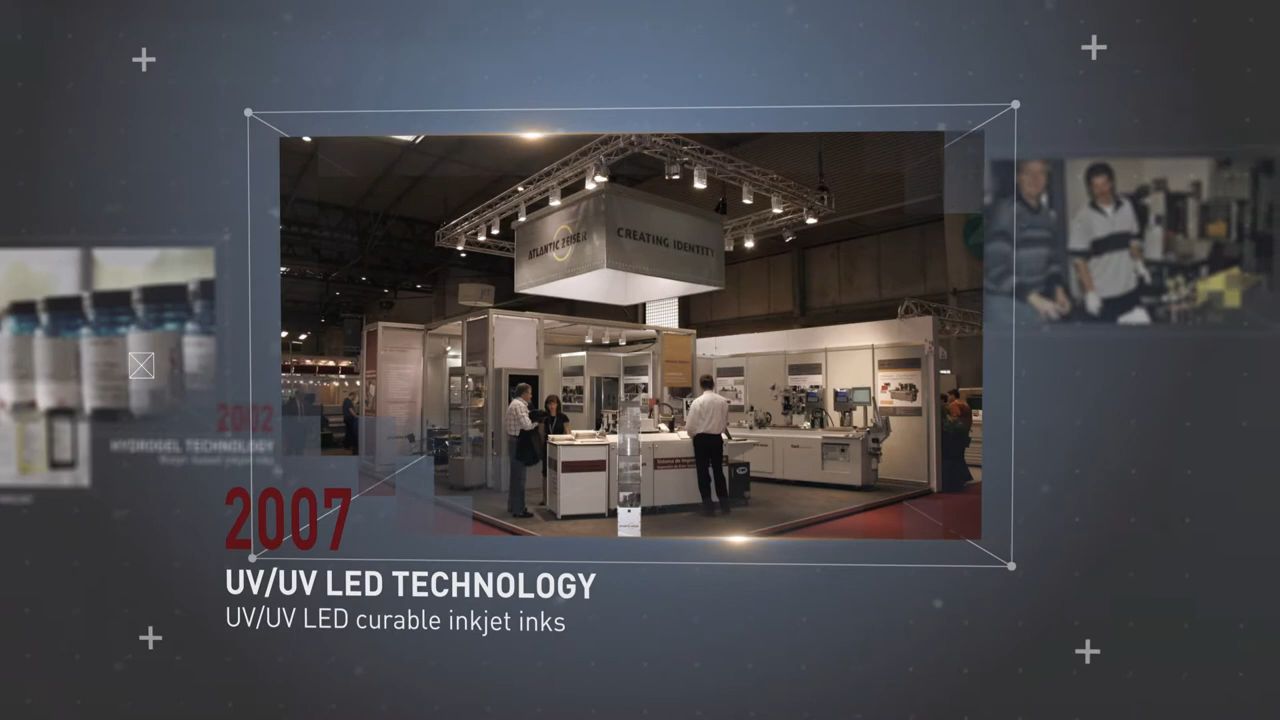 ATLANTIC ZEISER
CREATING IDENTITY
2002
HYDROGEL TECHNOLOGY
2007
UV/UV LED TECHNOLOGY
UV/UV LED curable inkjet inks